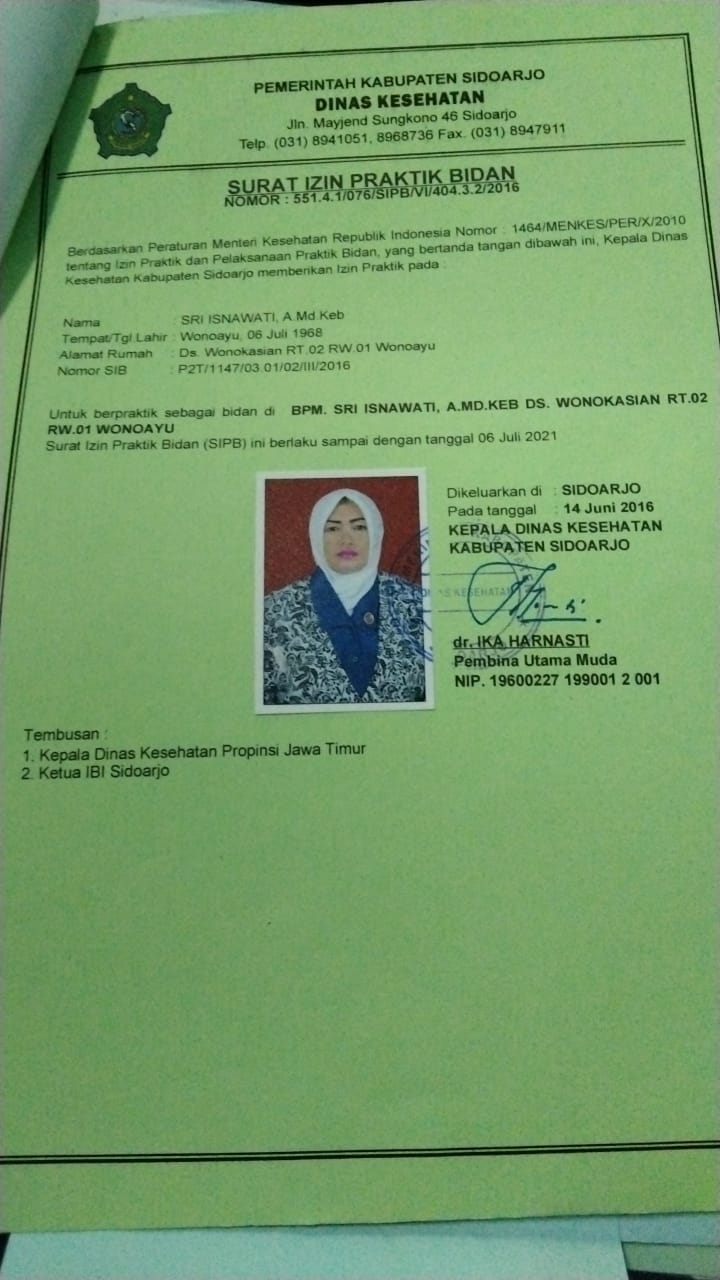 PEMERINTAH KABUPATEN SIDOARJO
DINAS KESEHATAN
Jln. Mayjend Sungkono 46 Sidoarjo
Telp. (031) 8941051, 8968736 Fax. (031) 8947911
SURAT IZIN PRAKTIK BIDAN
NOMOR : 551.4.1/076/SIPB/VI/404.3.2/2016
Berdasarkan Peraturan Menteri Kesehatan Republik Indonesia Nomor : 1464/MENKES/PER/X/2010
tentang Izin Praktik dan Pelaksanaan Praktik Bidan, yang bertanda tangan dibawah ini, Kepala Dinas
Kesehatan Kabupaten Sidoarjo memberikan Izin Praktik pada :
Nama : SRI ISNAWATI, A.Md.Keb
Tempat/Tgl.Lahir : Wonoayu, 06 Juli 1968
Alamat Rumah : Ds. Wonokasian RT.02 RW.01 Wonoayu
Nomor SIB : P2T/1147/03.01/02/III/2016
Untuk berpraktik sebagai bidan di BPM. SRI ISNAWATI, A.MD.KEB DS. WONOKASIAN RT.02
RW.01 WONOAYU
Surat Izin Praktik Bidan (SIPB) ini berlaku sampai dengan tanggal 06 Juli 2021
Dikeluarkan di : SIDOARJO
Pada tanggal : 14 Juni 2016
KEPALA DINAS KESEHATAN
KABUPATEN SIDOARJO
dr. IKA HARNASTI
Pembina Utama Muda
NIP. 19600227 199001 2 001
Tembusan :
1. Kepala Dinas Kesehatan Propinsi Jawa Timur
2. Ketua IBI Sidoarjo